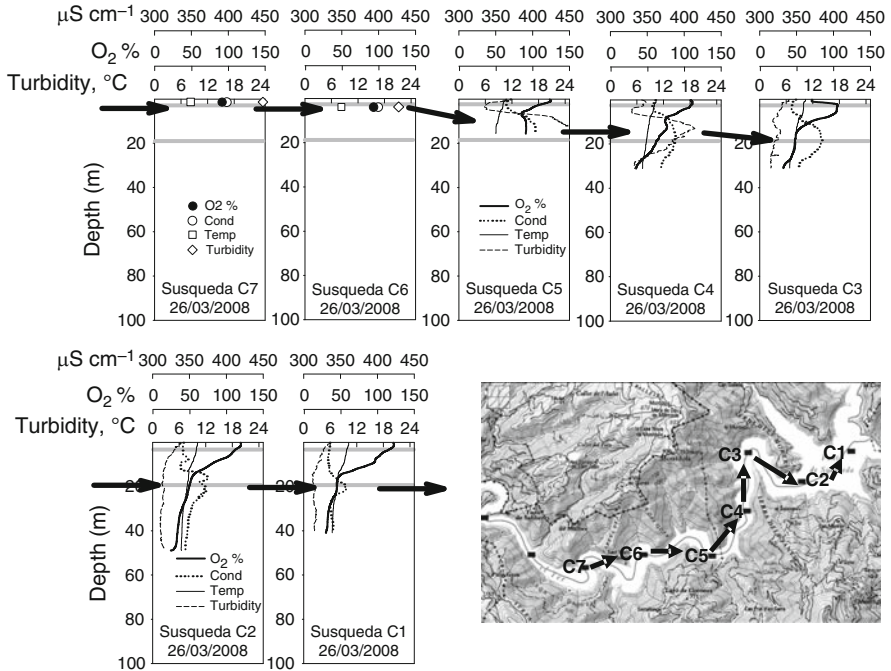 µS cm⁻¹ 300 350 400 450 300 350 400 450 300 350 400 450 300 350 400 450 300 350 400 450
O₂ % 0 50 100 150 0 50 100 150 0 50 100 150 0 50 100 150 0 50 100 150
Turbidity, °C 6 12 18 24 6 12 18 24 6 12 18 24 6 12 18 24 6 12 18 24
Depth (m)
20
40
60
80
100
O2 %
Cond
Temp
Turbidity
Susqueda C7
26/03/2008
20
40
60
80
100
Susqueda C6
26/03/2008
20
40
60
80
100
O₂ %
Cond
Temp
Turbidity
Susqueda C5
26/03/2008
20
40
60
80
100
Susqueda C4
26/03/2008
20
40
60
80
100
Susqueda C3
26/03/2008
µS cm⁻¹ 300 350 400 450 300 350 400 450
O₂ % 0 50 100 150 0 50 100 150
Turbidity, °C 6 12 18 24 6 12 18 24
Depth (m)
20
40
60
80
100
O₂ %
Cond
Temp
Turbidity
Susqueda C2
26/03/2008
20
40
60
80
100
Susqueda C1
26/03/2008
C3
C1
C2
C4
C7
C6
C5